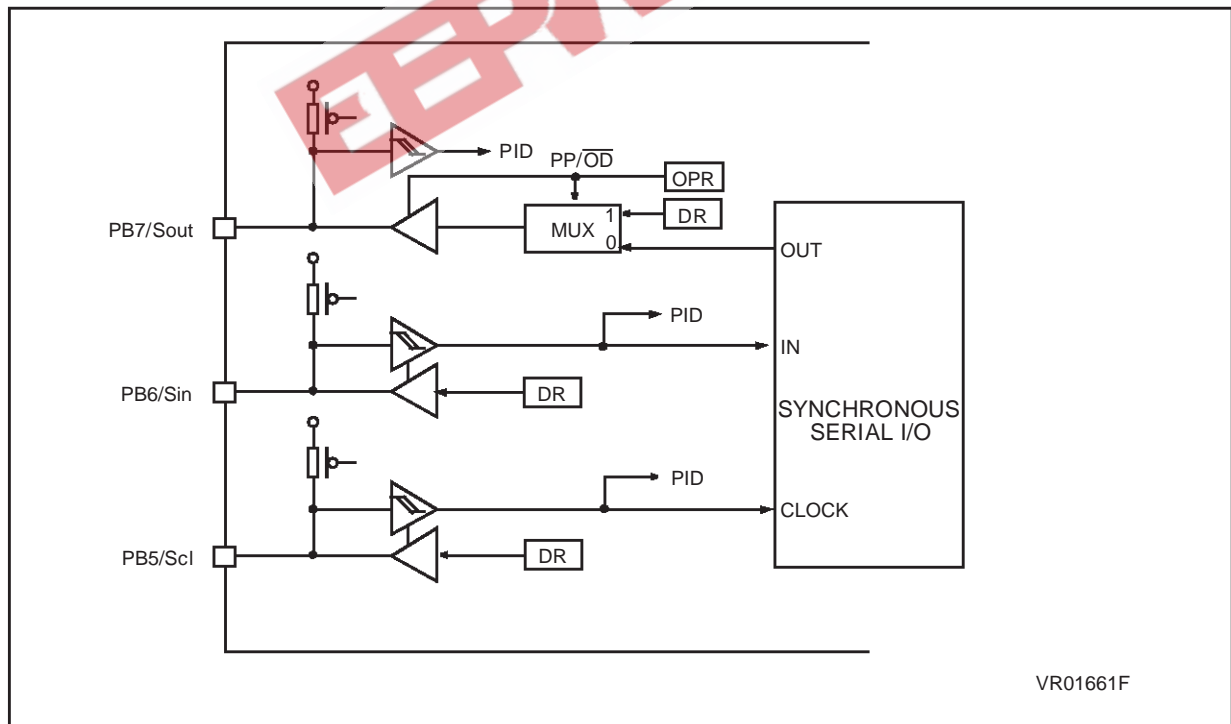 PID
PP/OD
OPR
DR
PB7/Sout
MUX
1
0
OUT
PID
IN
PB6/Sin
DR
SYNCHRONOUS
SERIAL I/O
PID
CLOCK
PB5/Scl
DR
VR01661F